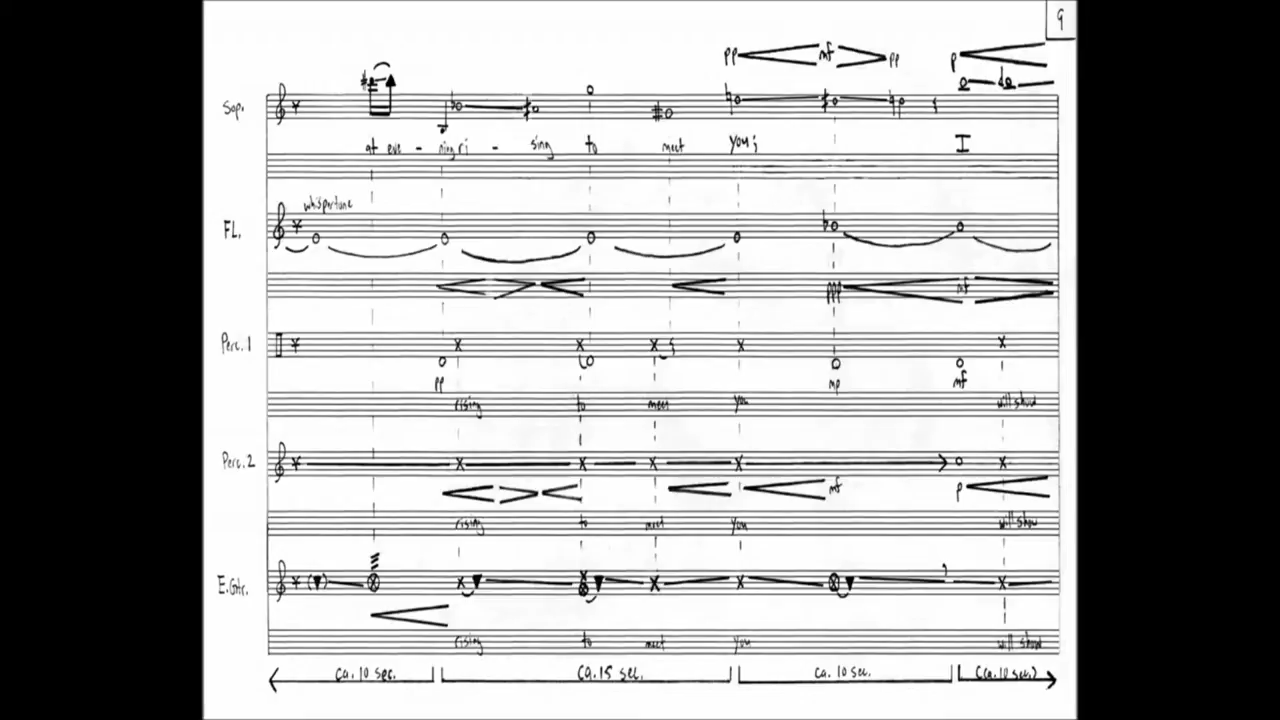 9
pp mf pp p
Sop.
at eve - ning ri - sing to meet you; I
whispertone
FL.
ppp mf
Perc. 1
pp mp mf
rising to meet you will show
Perc. 2
mf p
rising to meet you will show
E.Gtr.
rising to meet you will show
ca. 10 sec. ca. 15 sec. ca. 10 sec. (ca. 10 sec.)